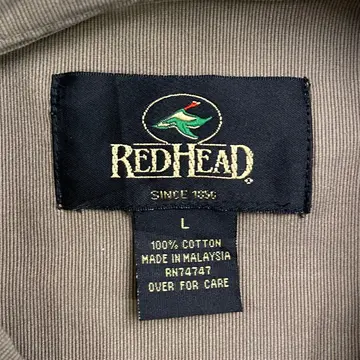 REDHEAD
SINCE 1856
L
100% COTTON
MADE IN MALAYSIA
RN74747
OVER FOR CARE